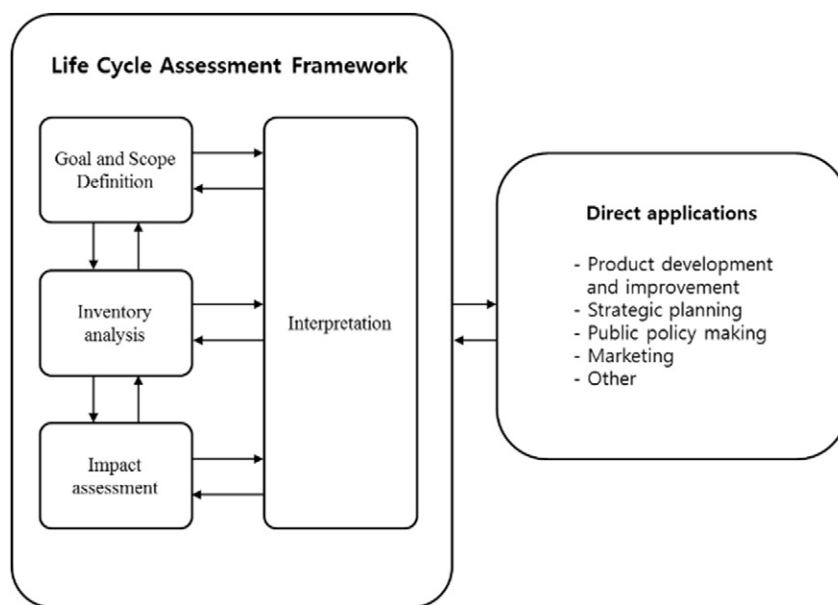 Life Cycle Assessment Framework
Goal and Scope
Definition
Inventory
analysis
Impact
assessment
Interpretation
Direct applications
- Product development
and improvement
- Strategic planning
- Public policy making
- Marketing
- Other